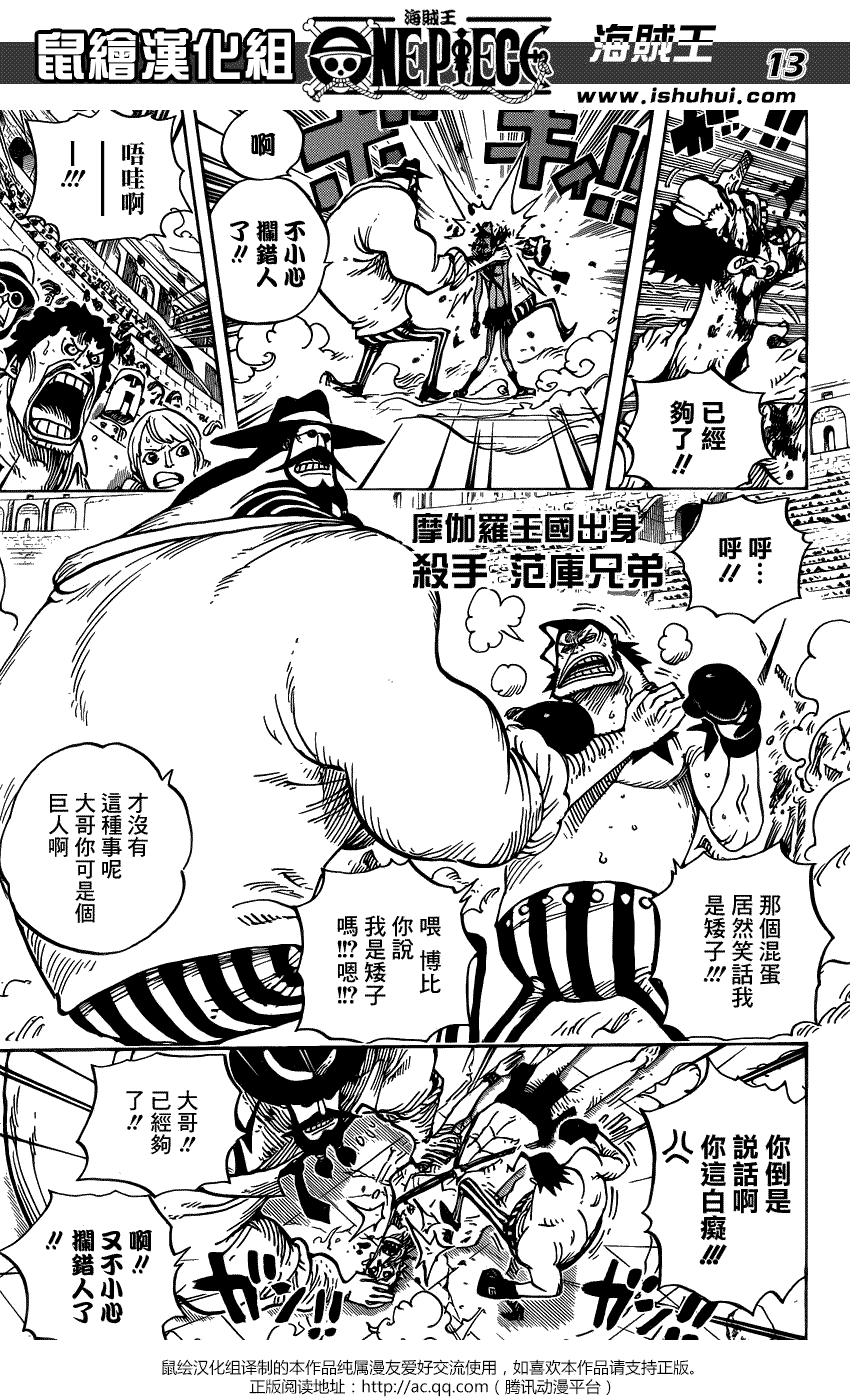 鼠繪漢化組
海賊王
ONE PIECE
海賊王
13
www.ishuhui.com
已經
夠了!!
啊
不小心
攔錯人
了!!
唔哇啊
——!!!
摩伽羅王國出身
殺手 范庫兄弟
呼…
呼!!
那個混蛋
居然笑話我
是矮子!!!
喂 博比
你說
我是矮子
嗎!!?嗯!!?
才沒有
這種事呢
大哥你可是個
巨人啊
你倒是
說話啊
你這白癡!!!
大哥!!
已經夠
了!!
啊!!
又不小心
攔錯人了
!!
ガン!!
ガン!!
鼠绘汉化组译制的本作品纯属漫友爱好交流使用，如喜欢本作品请支持正版。
正版阅读地址：http://ac.qq.com（腾讯动漫平台）